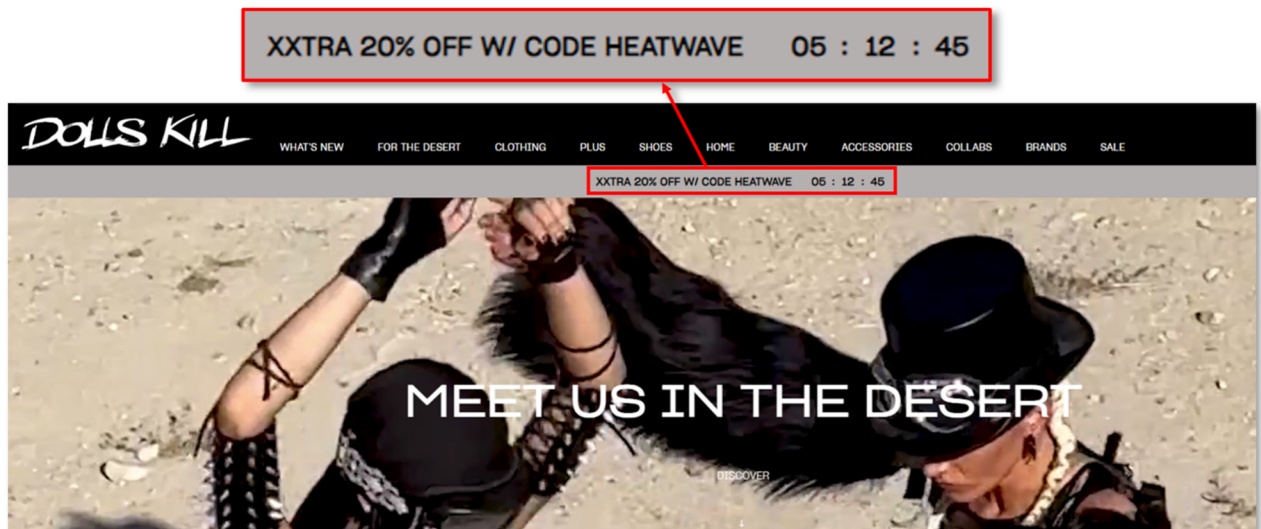 XXTRA 20% OFF W/ CODE HEATWAVE 05 : 12 : 45
DOLLS KILL
WHAT'S NEW FOR THE DESERT CLOTHING PLUS SHOES HOME BEAUTY ACCESSORIES COLLABS BRANDS SALE
XXTRA 20% OFF W/ CODE HEATWAVE 05 : 12 : 45
MEET US IN THE DESERT
DISCOVER